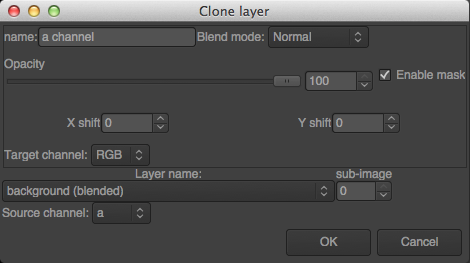 Clone layer
name: a channel Blend mode: Normal
Opacity
100 Enable mask
X shift 0 Y shift 0
Target channel: RGB
Layer name: sub-image
background (blended) 0
Source channel: a
OK Cancel